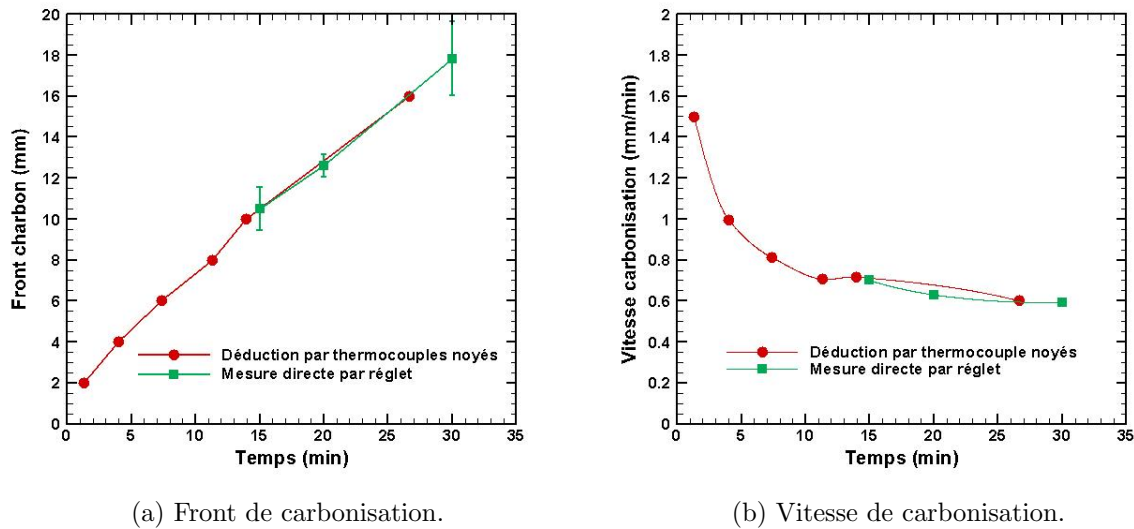 Front charbon (mm)
20
18
16
14
12
10
8
6
4
2
0
0 5 10 15 20 25 30 35
Temps (min)
Déduction par thermocouples noyés
Mesure directe par réglet
(a) Front de carbonisation.
Vitesse carbonisation (mm/min)
2
1.8
1.6
1.4
1.2
1
0.8
0.6
0.4
0.2
0
0 5 10 15 20 25 30 35
Temps (min)
Déduction par thermocouple noyés
Mesure directe par réglet
(b) Vitesse de carbonisation.